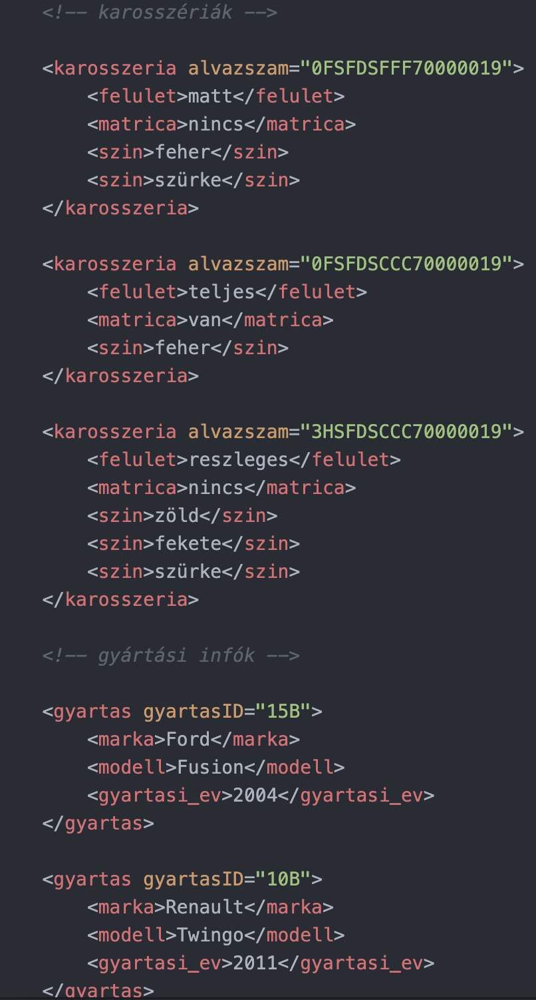 <!-- karosszériák -->
<karosszeria alvazszam="0FSFDSFFF70000019">
<felulet>matt</felulet>
<matrica>nincs</matrica>
<szin>feher</szin>
<szin>szürke</szin>
</karosszeria>
<karosszeria alvazszam="0FSFDSCCC70000019">
<felulet>teljes</felulet>
<matrica>van</matrica>
<szin>feher</szin>
</karosszeria>
<karosszeria alvazszam="3HSFDSCCC70000019">
<felulet>reszleges</felulet>
<matrica>nincs</matrica>
<szin>zöld</szin>
<szin>fekete</szin>
<szin>szürke</szin>
</karosszeria>
<!-- gyártási infók -->
<gyartas gyartasID="15B">
<marka>Ford</marka>
<modell>Fusion</modell>
<gyartasi_ev>2004</gyartasi_ev>
</gyartas>
<gyartas gyartasID="10B">
<marka>Renault</marka>
<modell>Twingo</modell>
<gyartasi_ev>2011</gyartasi_ev>
</gyartas>